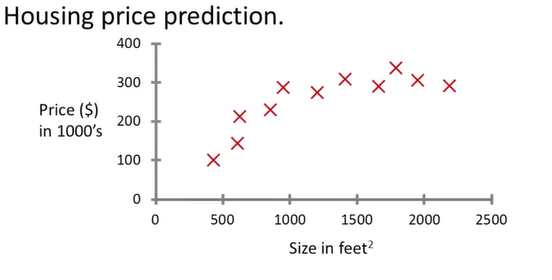 Housing price prediction.
400
300
Price ($)
in 1000's
200
100
0
0 500 1000 1500 2000 2500
Size in feet²